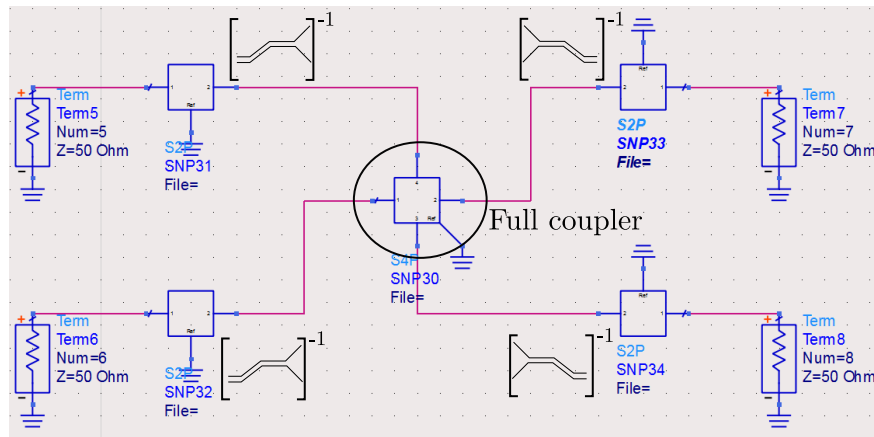 -1
-1
Term
Term5
Num=5
Z=50 Ohm
1
2
Ref
S2P
SNP31
File=
Ref
2
1
S2P
SNP33
File=
Term
Term7
Num=7
Z=50 Ohm
4
1
2
3
Ref
Full coupler
S4P
SNP30
File=
Term
Term6
Num=6
Z=50 Ohm
1
2
Ref
S2P
SNP32
File=
-1
-1
Ref
2
1
S2P
SNP34
File=
Term
Term8
Num=8
Z=50 Ohm